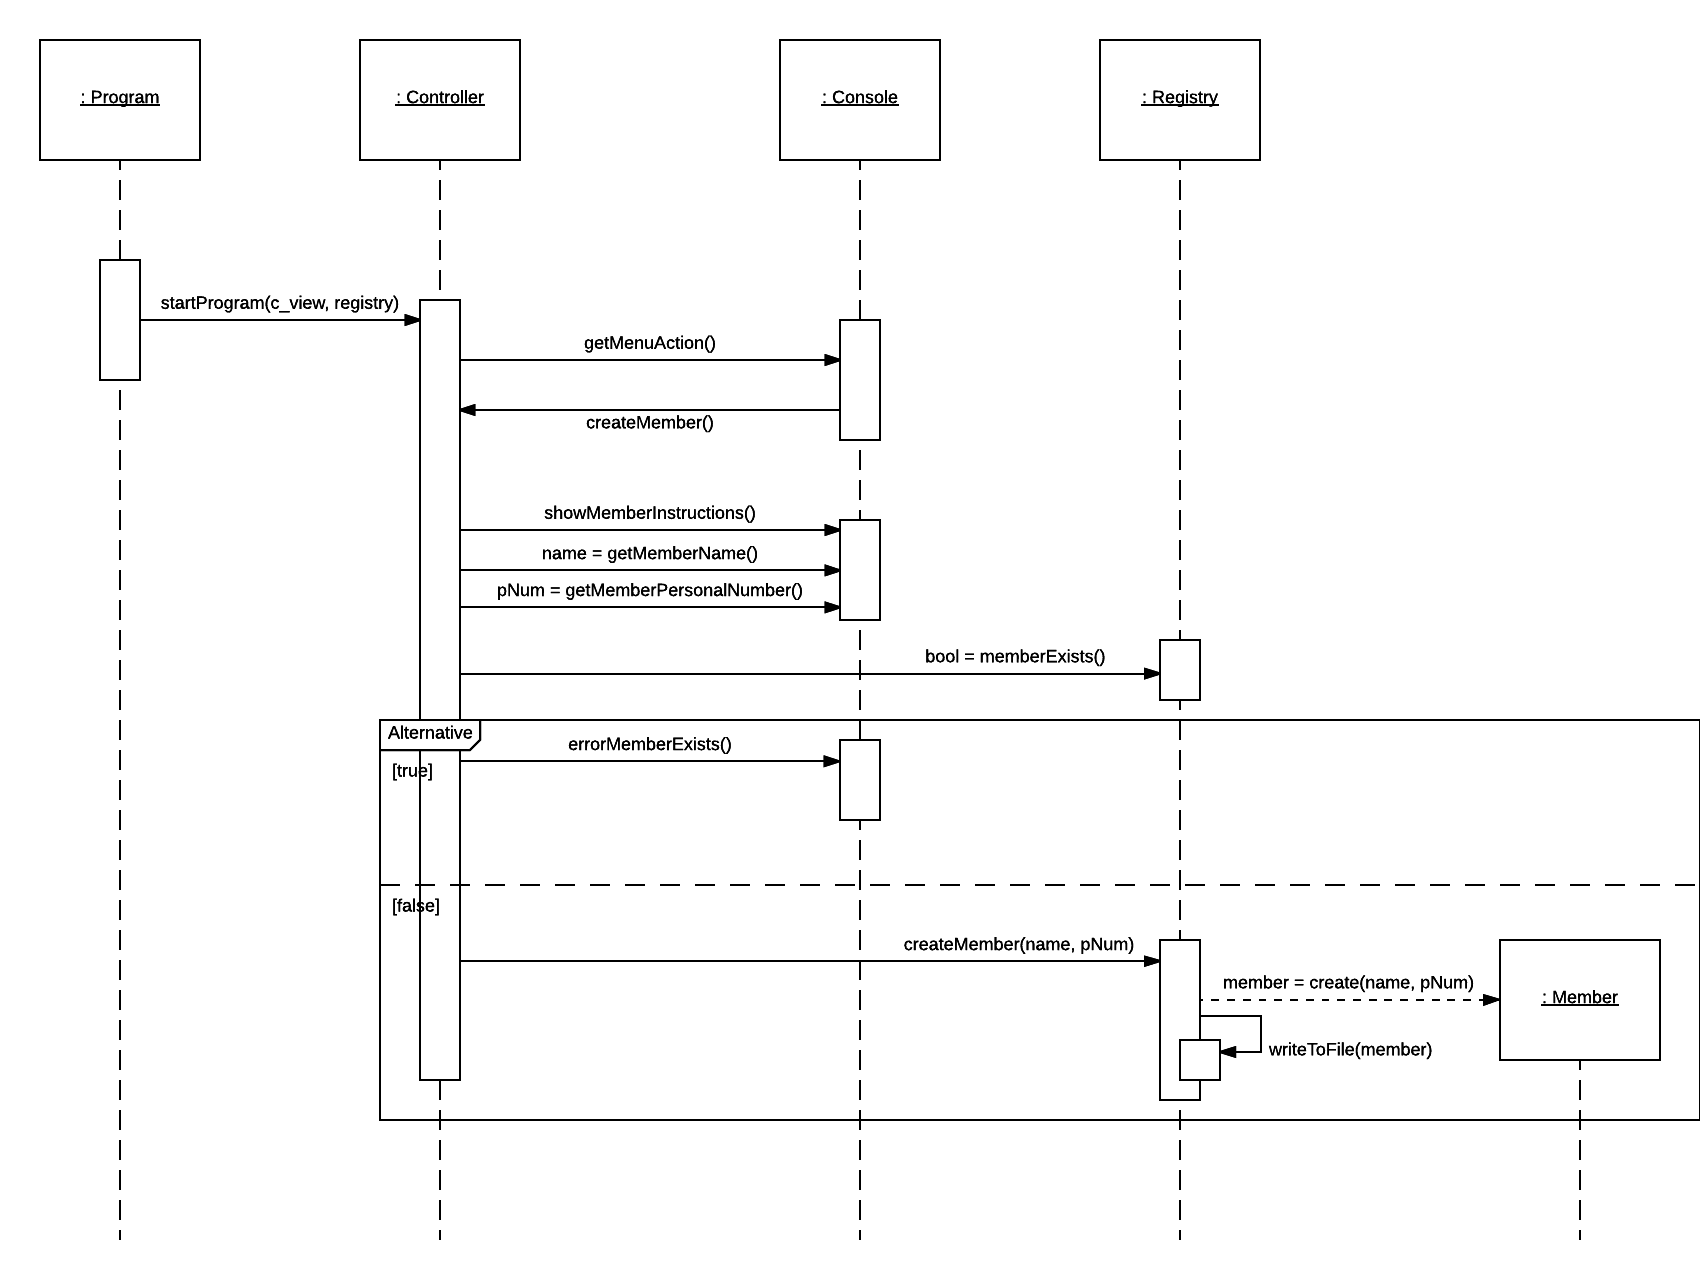 : Program
: Controller
: Console
: Registry
startProgram(c_view, registry)
getMenuAction()
createMember()
showMemberInstructions()
name = getMemberName()
pNum = getMemberPersonalNumber()
bool = memberExists()
Alternative
errorMemberExists()
[true]
[false]
createMember(name, pNum)
member = create(name, pNum)
: Member
writeToFile(member)